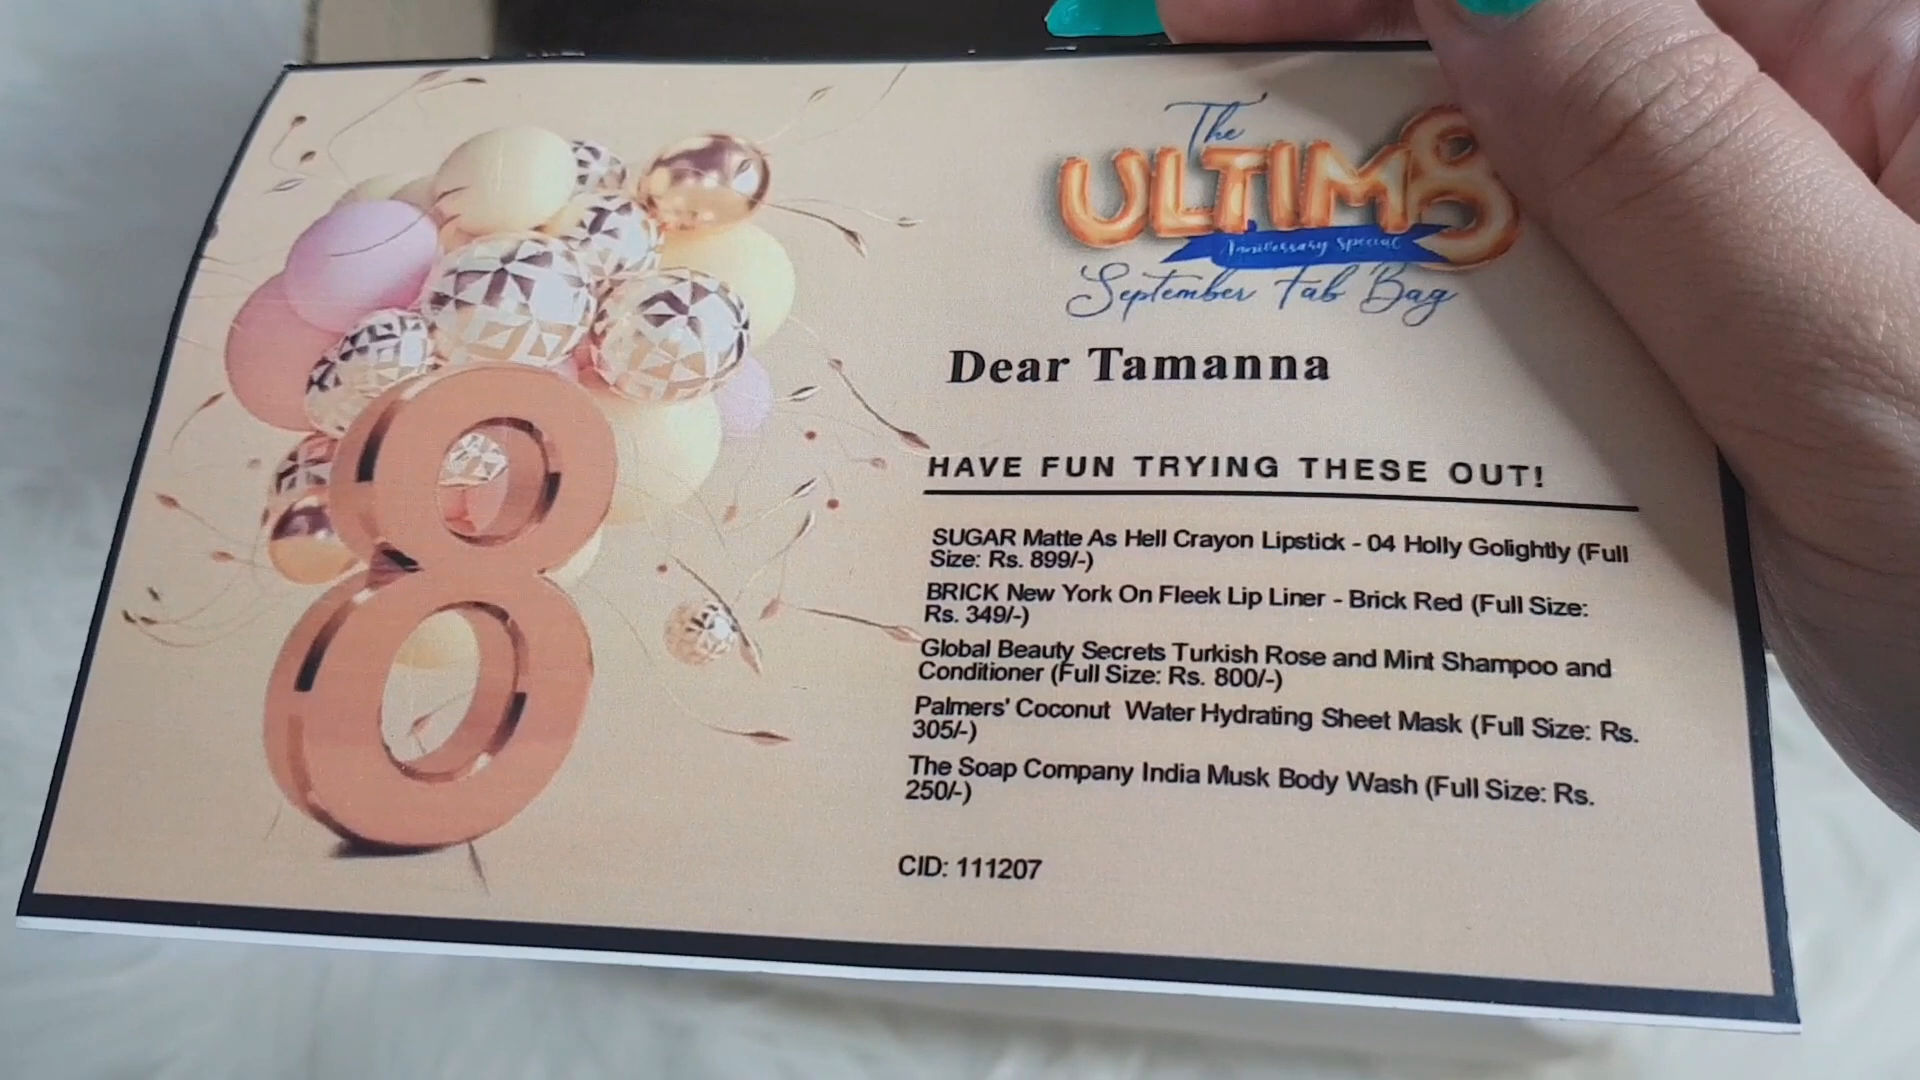 The
ULTIM8
Anniversary Special
September Fab Bag
Dear Tamanna
HAVE FUN TRYING THESE OUT!
SUGAR Matte As Hell Crayon Lipstick - 04 Holly Golightly (Full
Size: Rs. 899/-)
BRICK New York On Fleek Lip Liner - Brick Red (Full Size:
Rs. 349/-)
Global Beauty Secrets Turkish Rose and Mint Shampoo and
Conditioner (Full Size: Rs. 800/-)
Palmers' Coconut Water Hydrating Sheet Mask (Full Size: Rs.
305/-)
The Soap Company India Musk Body Wash (Full Size: Rs.
250/-)
CID: 111207